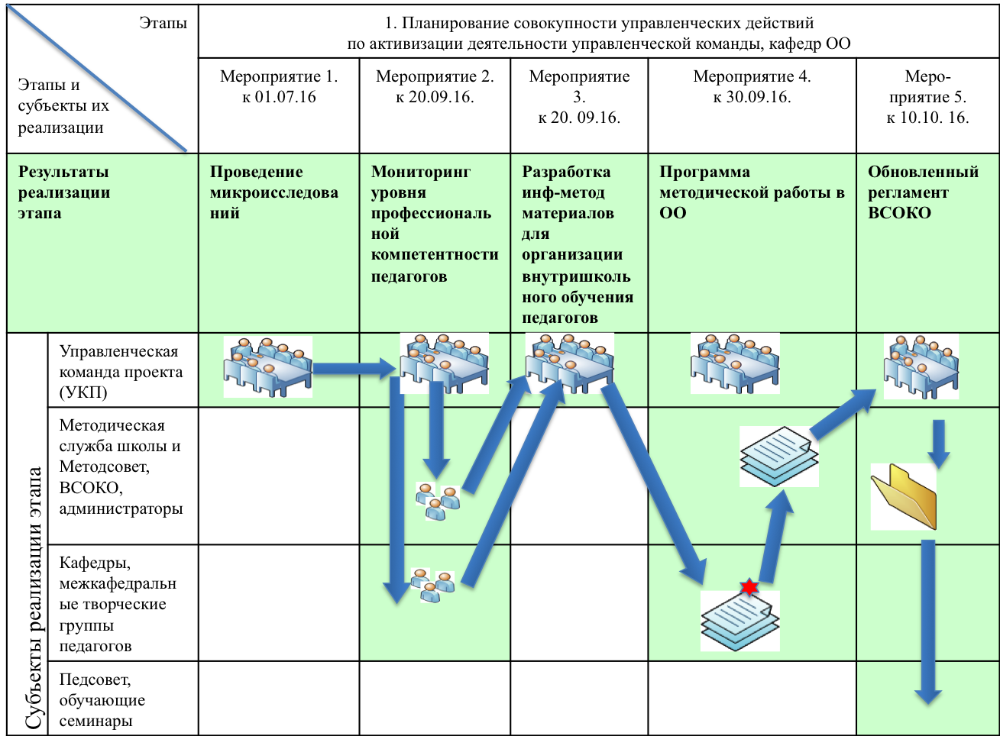 Этапы
Этапы и
субъекты их
реализации
1. Планирование совокупности управленческих действий
по активизации деятельности управленческой команды, кафедр ОО
Мероприятие 1.
к 01.07.16
Мероприятие 2.
к 20.09.16.
Мероприятие
3.
к 20. 09.16.
Мероприятие 4.
к 30.09.16.
Меро-
приятие 5.
к 10.10. 16.
Результаты
реализации
этапа
Проведение
микроисследова
ний
Мониторинг
уровня
профессиональ
ной
компетентности
педагогов
Разработка
инф-метод
материалов
для
организации
внутришколь
ного обучения
педагогов
Программа
методической работы в
ОО
Обновленный
регламент
ВСОКО
Субъекты реализации этапа
Управленческая
команда проекта
(УКП)
Методическая
служба школы и
Методсовет,
ВСОКО,
администраторы
Кафедры,
межкафедральн
ые творческие
группы
педагогов
Педсовет,
обучающие
семинары